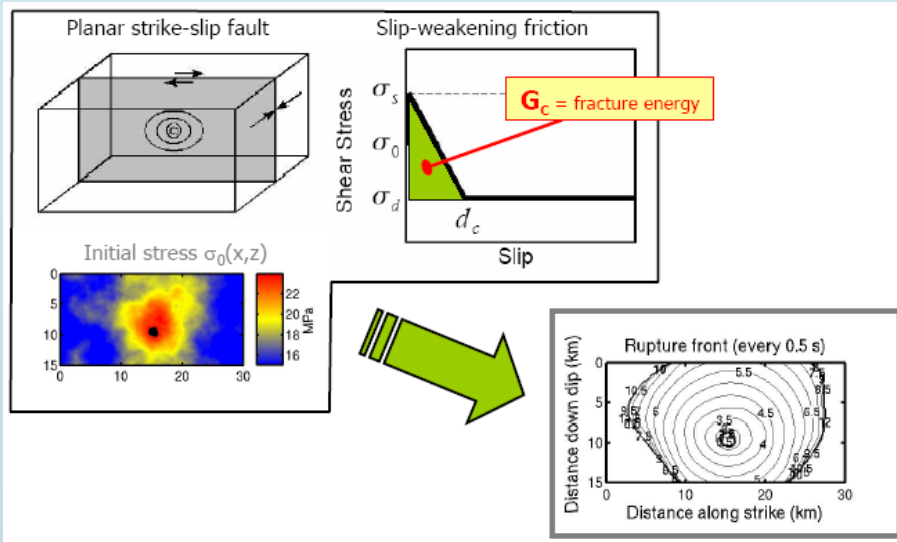 Planar strike-slip fault
Slip-weakening friction
Shear Stress
σs
σ0
σd
dc
Slip
Gc = fracture energy
Initial stress σ0(x,z)
0
5
10
15
0 10 20 30
22
20
18
16
MPa
Rupture front (every 0.5 s)
Distance down dip (km)
0
5
10
15
10
10.5
5.5
6
4.5
3.5
4
7.5
5
0 10 20 30
Distance along strike (km)